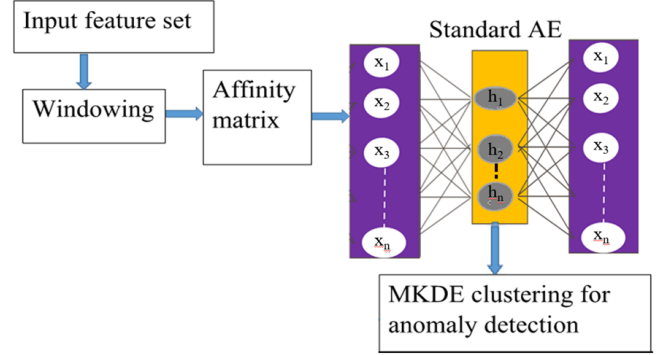 Input feature set
Windowing
Affinity
matrix
Standard AE
x1
x2
x3
xn
h1
h2
hn
x1
x2
x3
xn
MKDE clustering for
anomaly detection